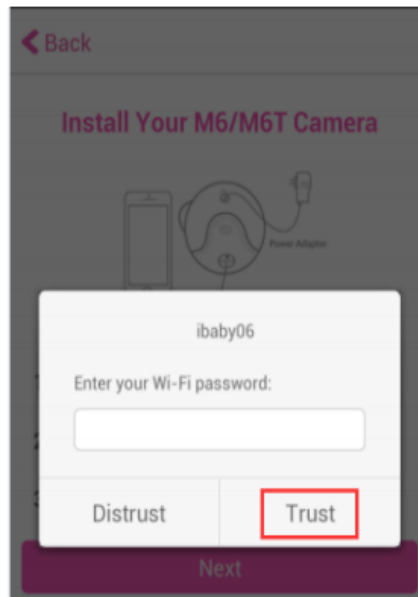 Back
Install Your M6/M6T Camera
Power Adapter
ibaby06
Enter your Wi-Fi password:
Distrust
Trust
Next